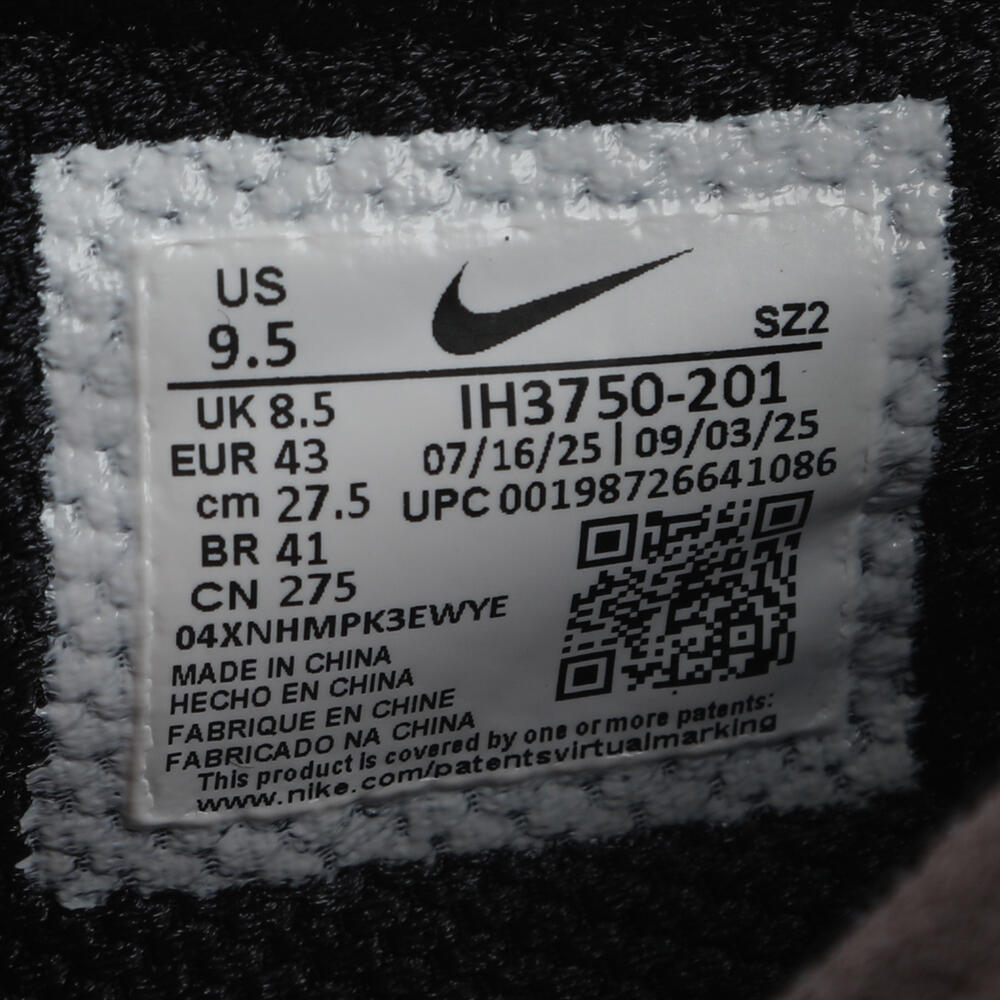 US
9.5
SZ2
UK 8.5
IH3750-201
EUR 43
07/16/25 | 09/03/25
cm 27.5
UPC 00198726641086
BR 41
CN 275
04XNHMPK3EWYE
MADE IN CHINA
HECHO EN CHINA
FABRIQUE EN CHINE
FABRICADO NA CHINA
This product is covered by one or more patents:
www.nike.com/patentsvirtualmarking